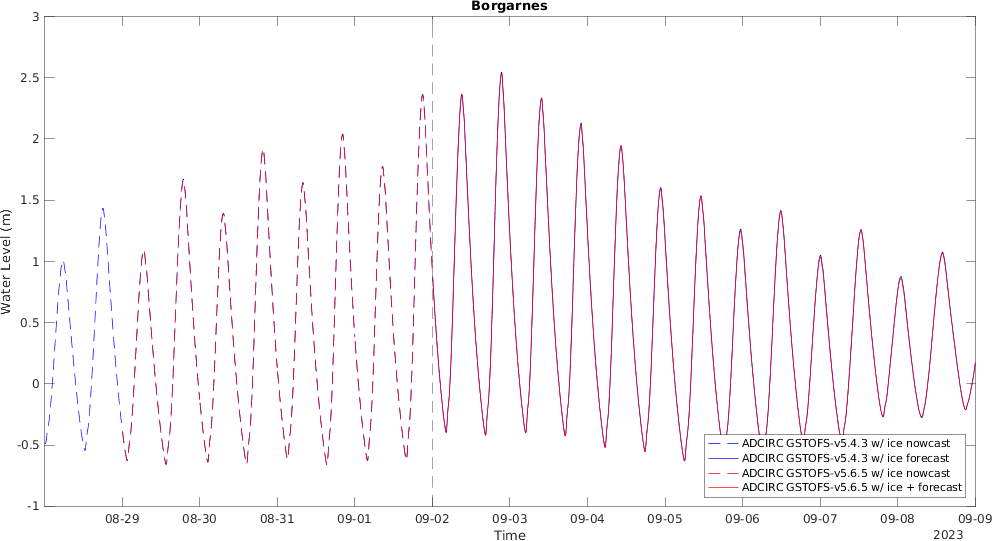 Borgarnes
3
2.5
2
1.5
1
0.5
0
-0.5
-1
Water Level (m)
ADCIRC GSTOFS-v5.4.3 w/ ice nowcast
ADCIRC GSTOFS-v5.4.3 w/ ice forecast
ADCIRC GSTOFS-v5.6.5 w/ ice nowcast
ADCIRC GSTOFS-v5.6.5 w/ ice + forecast
08-29 08-30 08-31 09-01 09-02 09-03 09-04 09-05 09-06 09-07 09-08 09-09
Time
2023